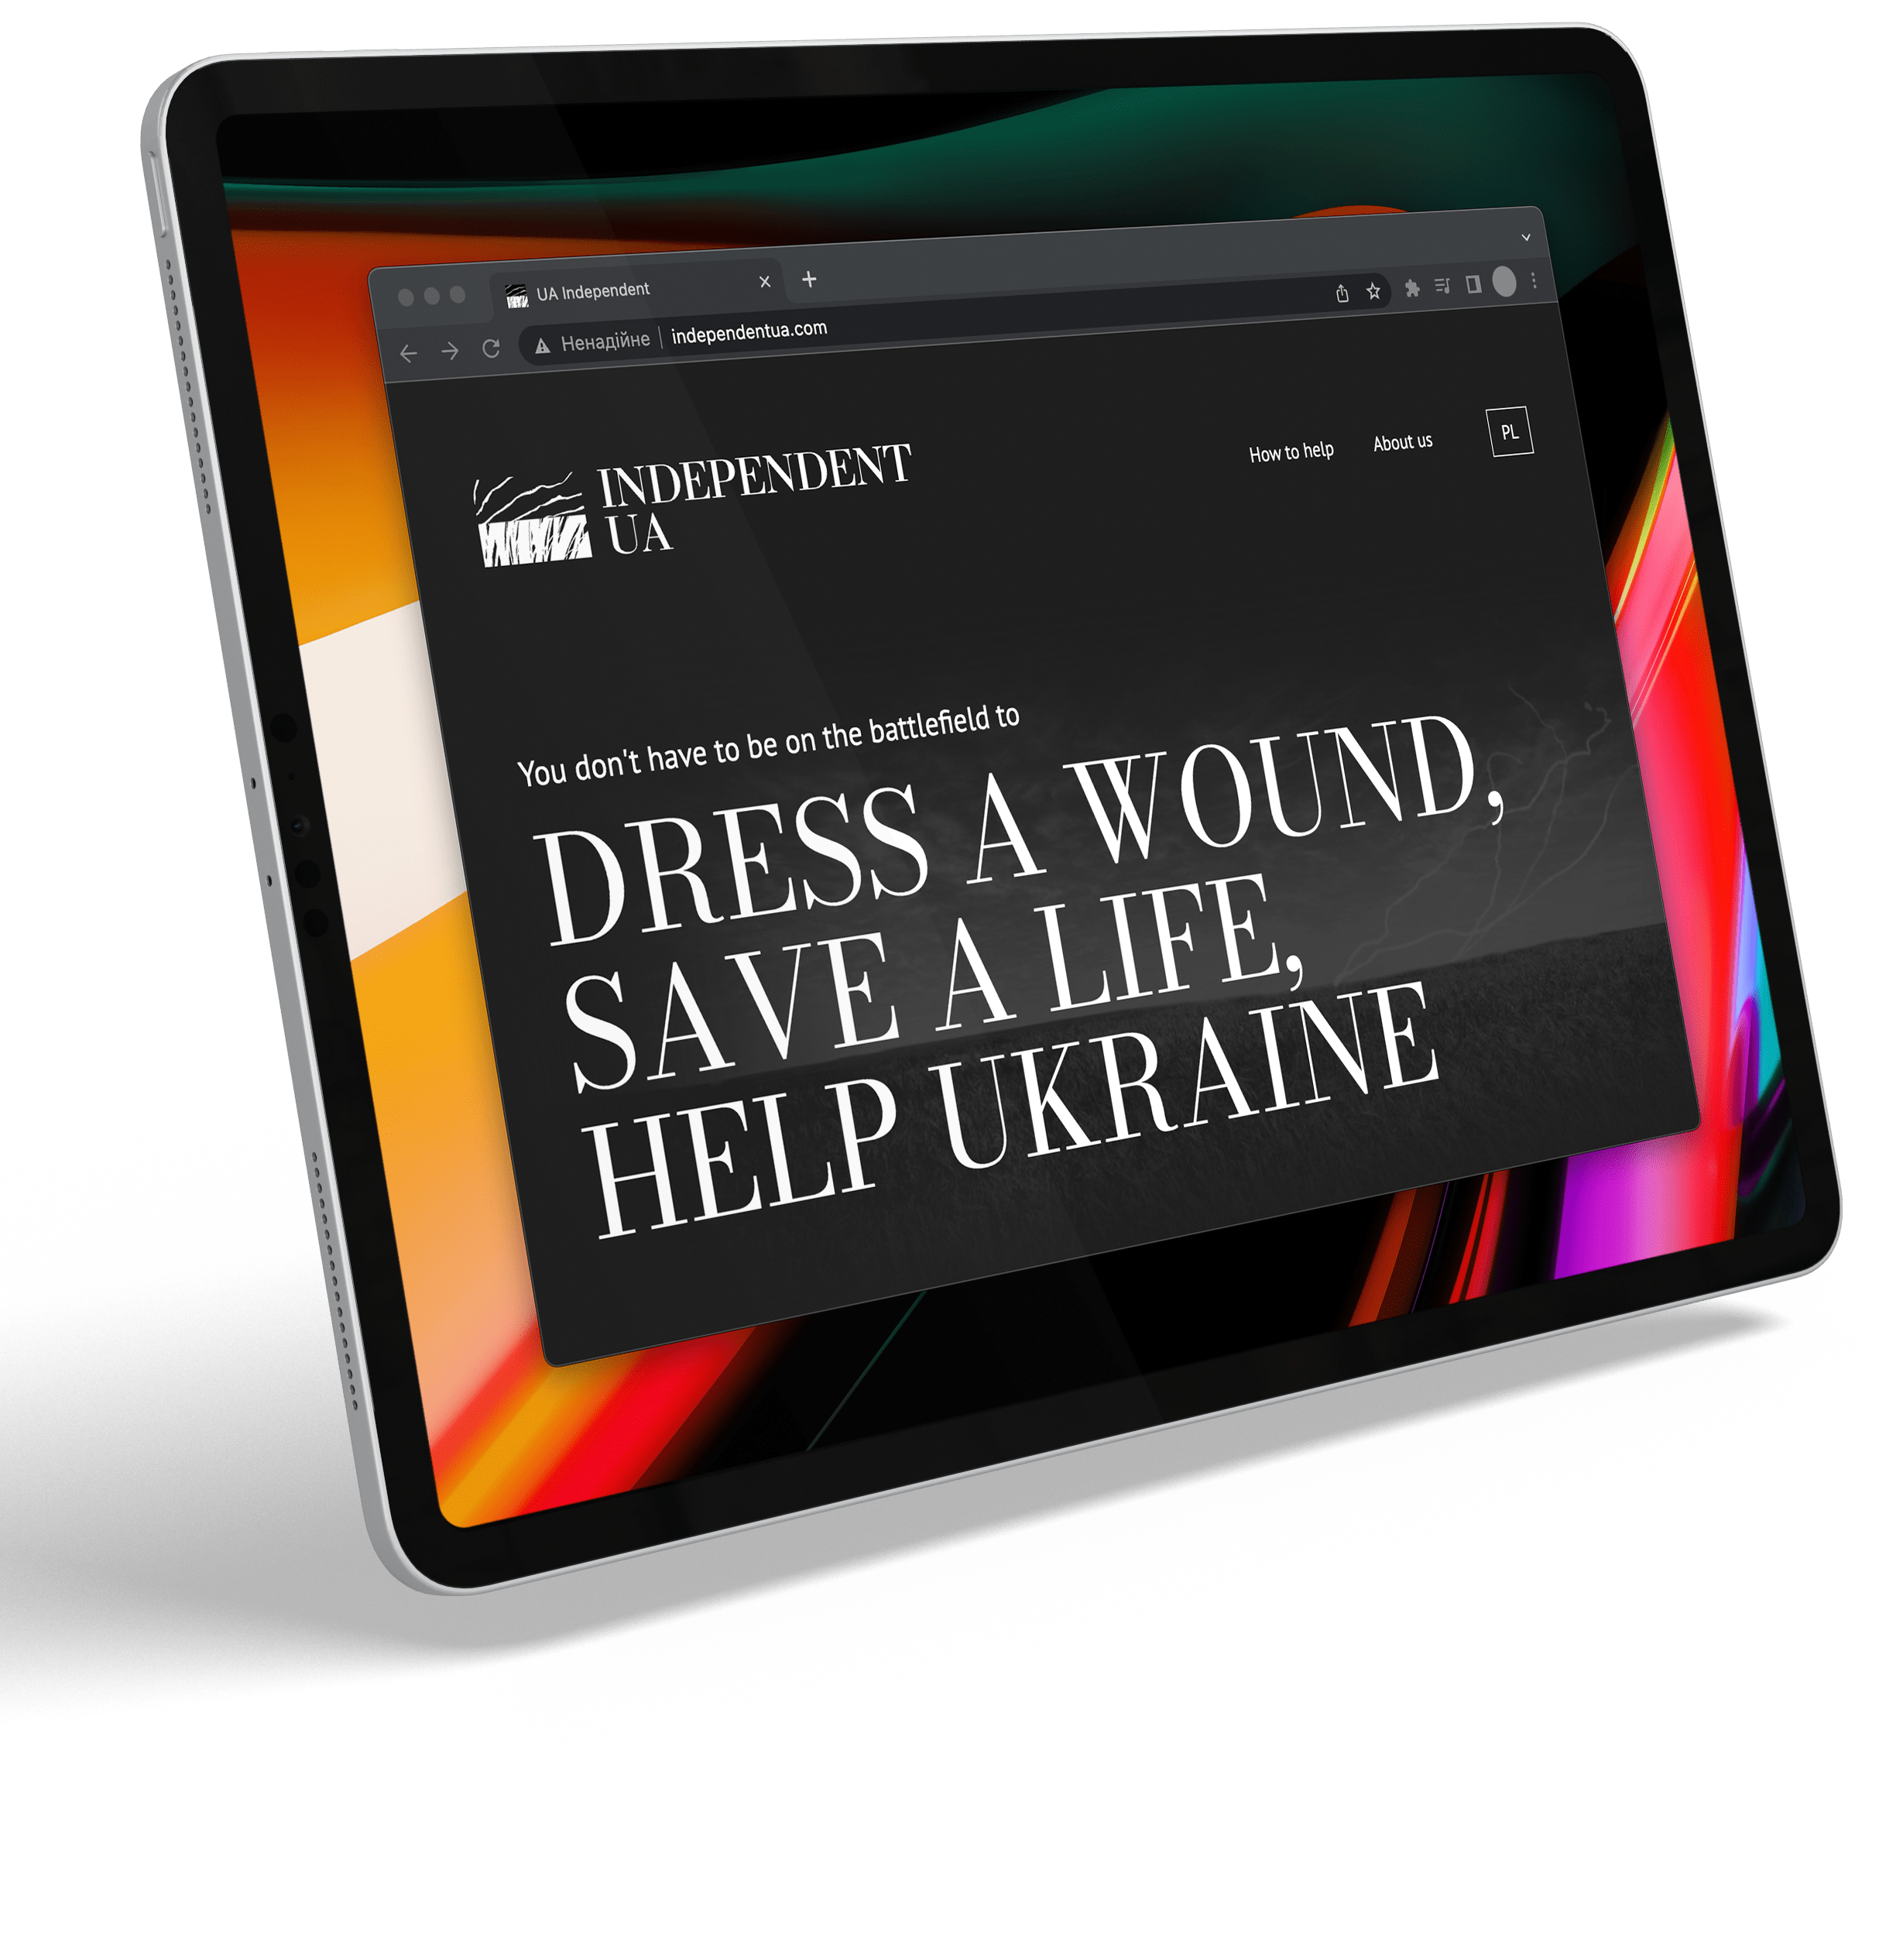 UA Independent
Ненадійне | independentua.com
INDEPENDENT
UA
How to help
About us
PL
You don't have to be on the battlefield to
DRESS A WOUND,
SAVE A LIFE,
HELP UKRAINE